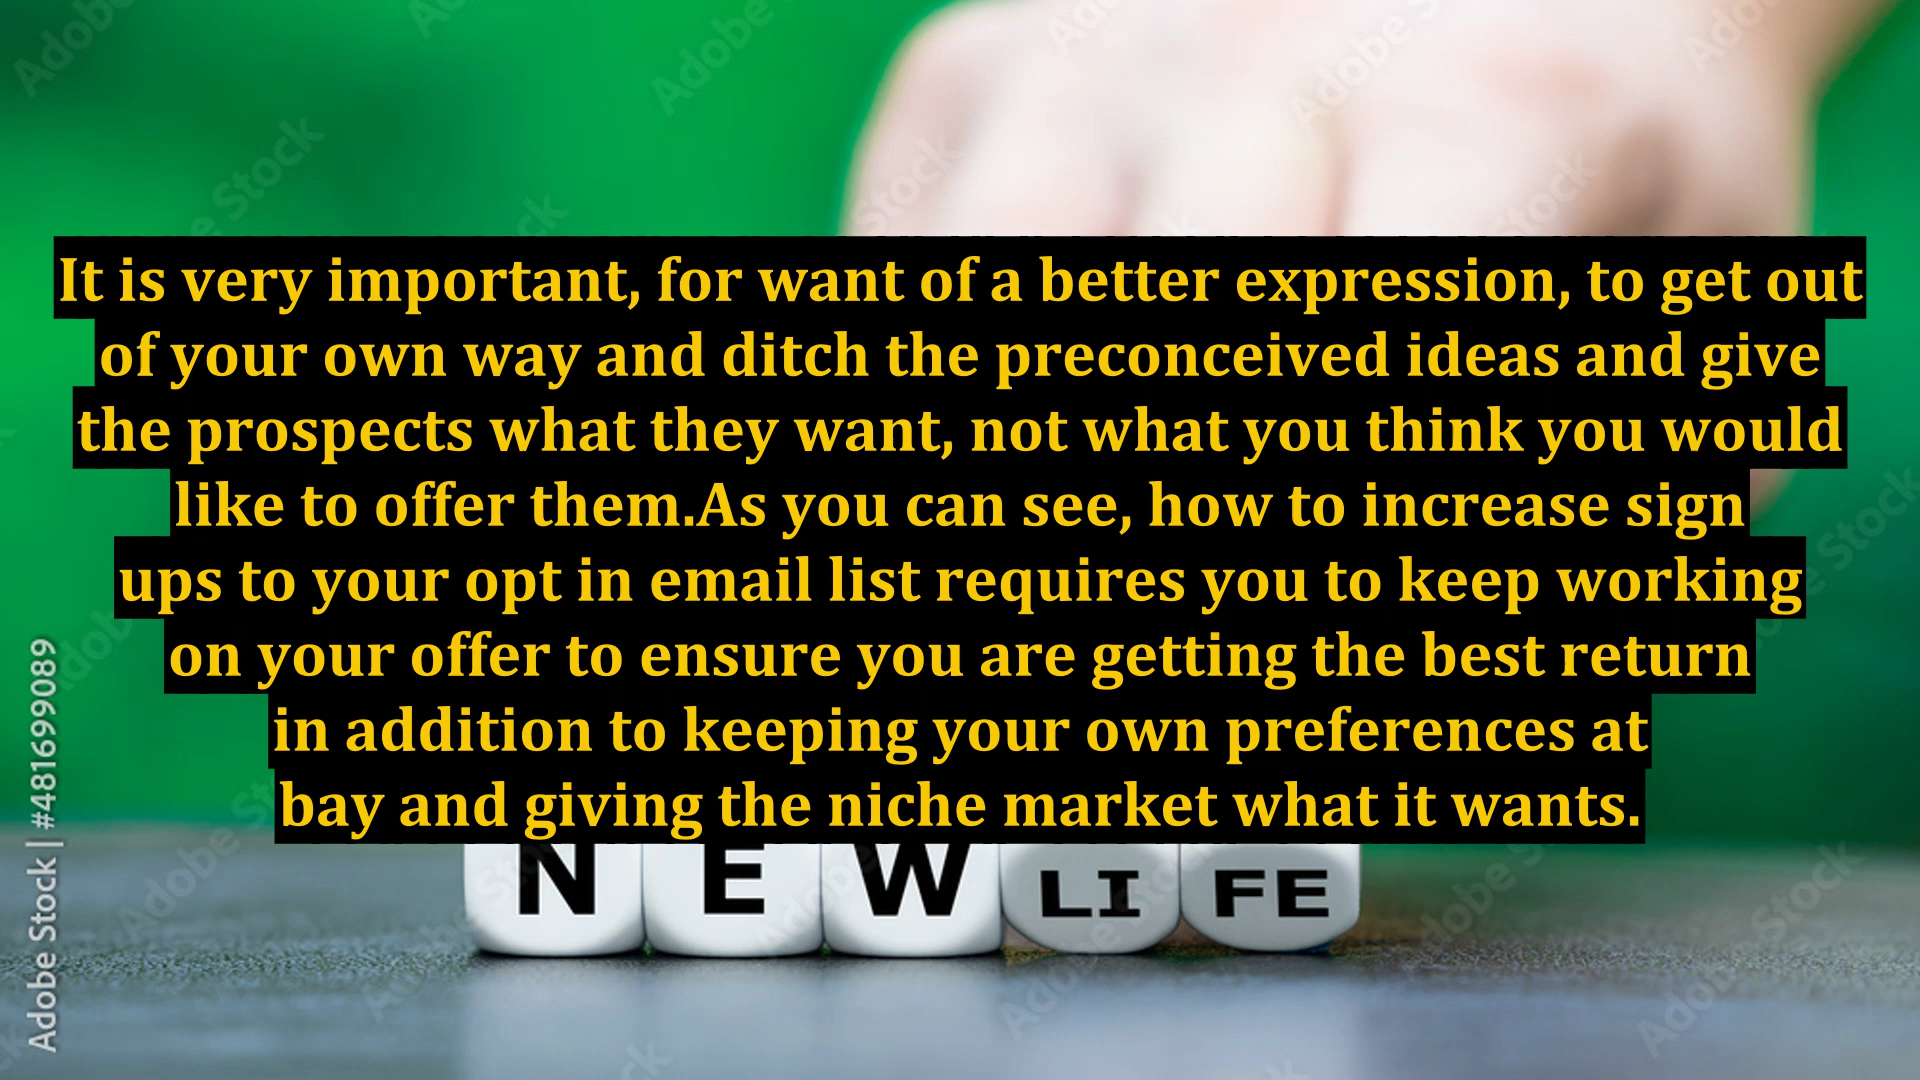 It is very important, for want of a better expression, to get out
of your own way and ditch the preconceived ideas and give
the prospects what they want, not what you think you would
like to offer them.As you can see, how to increase sign
ups to your opt in email list requires you to keep working
on your offer to ensure you are getting the best return
in addition to keeping your own preferences at
bay and giving the niche market what it wants.
NEW LIFE
Adobe Stock | #481699089
Adobe Stock